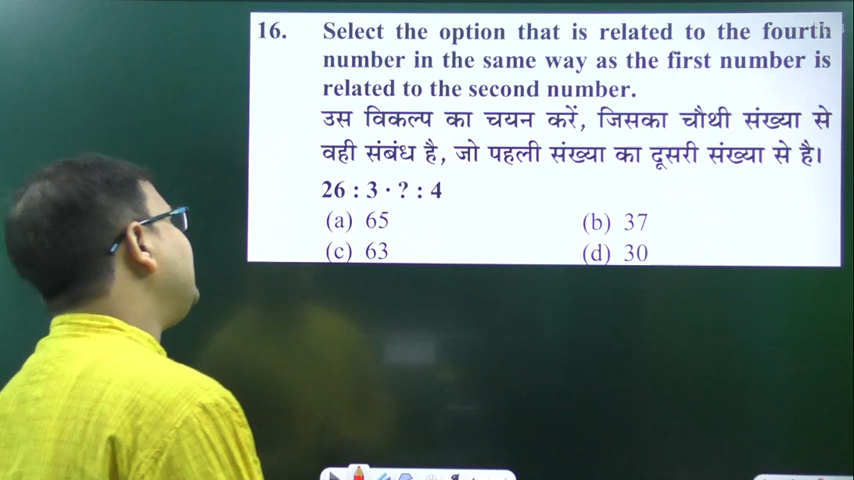 16. Select the option that is related to the fourth
number in the same way as the first number is
related to the second number.
उस विकल्प का चयन करें, जिसका चौथी संख्या से
वही संबंध है, जो पहली संख्या का दूसरी संख्या से है।
26 : 3 · ? : 4
(a) 65 (b) 37
(c) 63 (d) 30